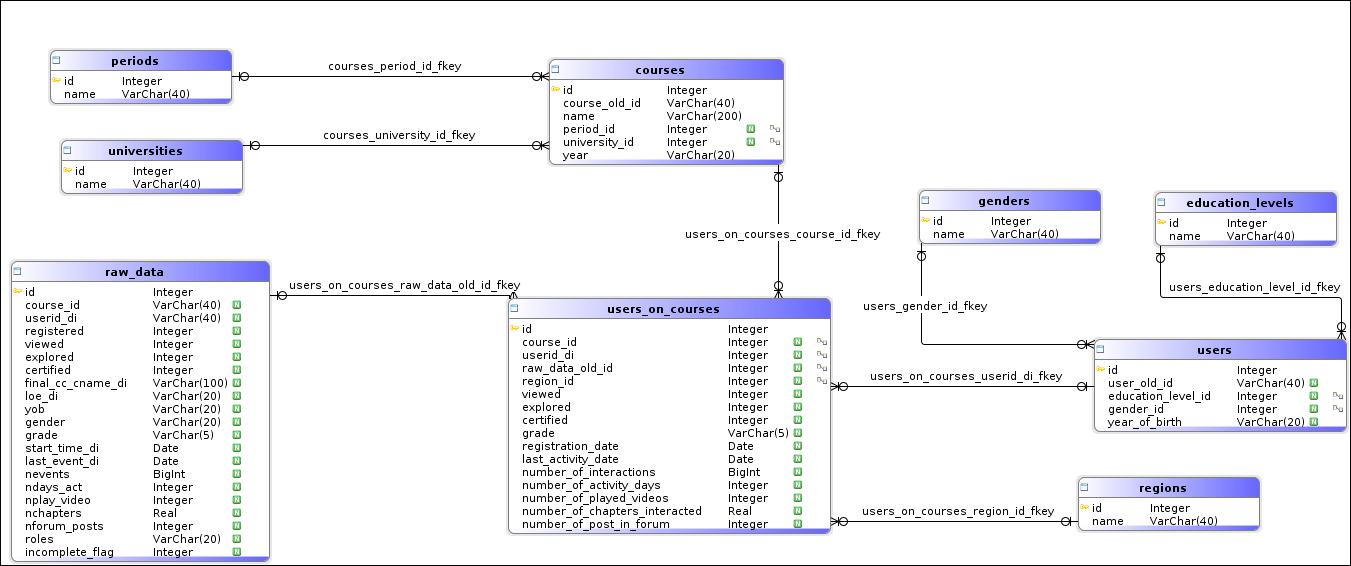 periods
id Integer
name VarChar(40)
courses_period_id_fkey
universities
id Integer
name VarChar(40)
courses_university_id_fkey
courses
id Integer
course_old_id VarChar(40)
name VarChar(200)
period_id Integer N
university_id Integer N
year VarChar(20)
users_on_courses_course_id_fkey
genders
id Integer
name VarChar(40)
users_gender_id_fkey
education_levels
id Integer
name VarChar(40)
users_education_level_id_fkey
raw_data
id Integer
course_id VarChar(40) N
userid_di VarChar(40) N
registered Integer N
viewed Integer N
explored Integer N
certified Integer N
final_cc_cname_di VarChar(100) N
loe_di VarChar(20) N
yob VarChar(20) N
gender VarChar(20) N
grade VarChar(5) N
start_time_di Date N
last_event_di Date N
nevents BigInt N
ndays_act Integer N
nplay_video Integer N
nchapters Real N
nforum_posts Integer N
roles VarChar(20) N
incomplete_flag Integer N
users_on_courses_raw_data_old_id_fkey
users_on_courses
id Integer
course_id Integer N
userid_di Integer N
raw_data_old_id Integer N
region_id Integer N
viewed Integer N
explored Integer N
certified Integer N
grade VarChar(5) N
registration_date Date N
last_activity_date Date N
number_of_interactions BigInt N
number_of_activity_days Integer N
number_of_played_videos Integer N
number_of_chapters_interacted Real N
number_of_post_in_forum Integer N
users_on_courses_userid_di_fkey
users
id Integer
user_old_id VarChar(40) N
education_level_id Integer N
gender_id Integer N
year_of_birth VarChar(20) N
users_on_courses_region_id_fkey
regions
id Integer
name VarChar(40)